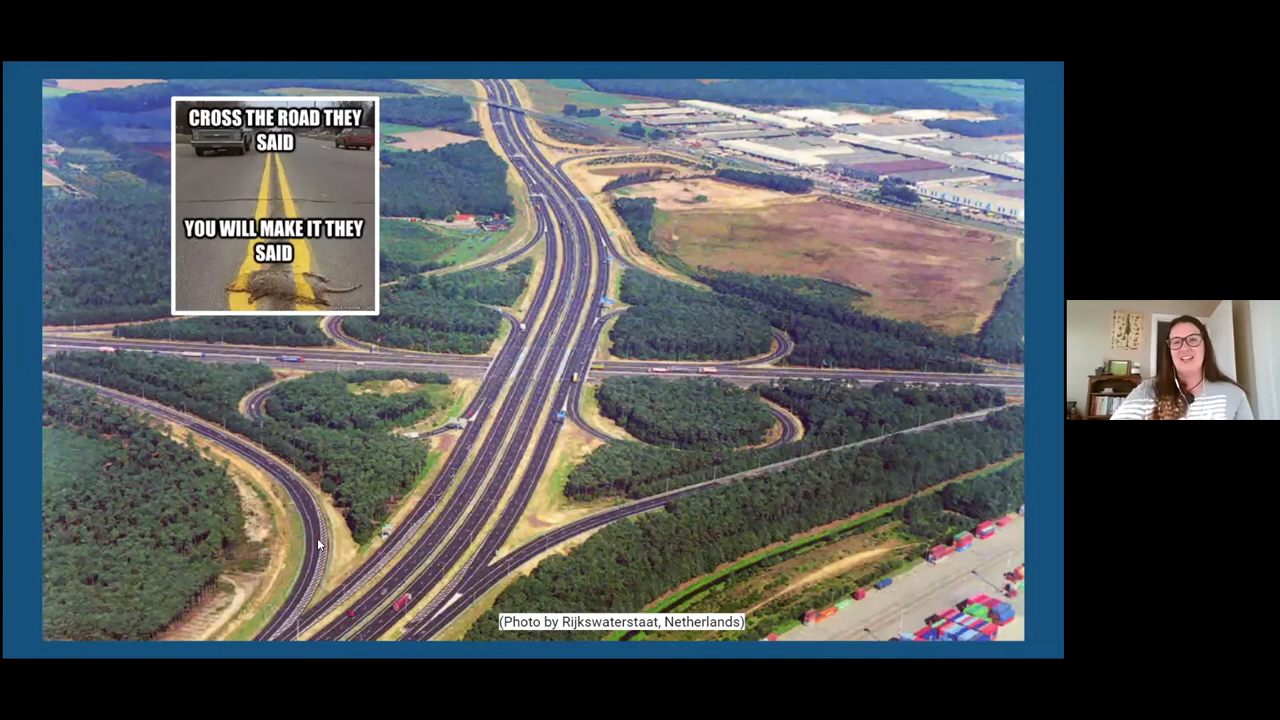 CROSS THE ROAD THEY
SAID
YOU WILL MAKE IT THEY
SAID
(Photo by Rijkswaterstaat, Netherlands)